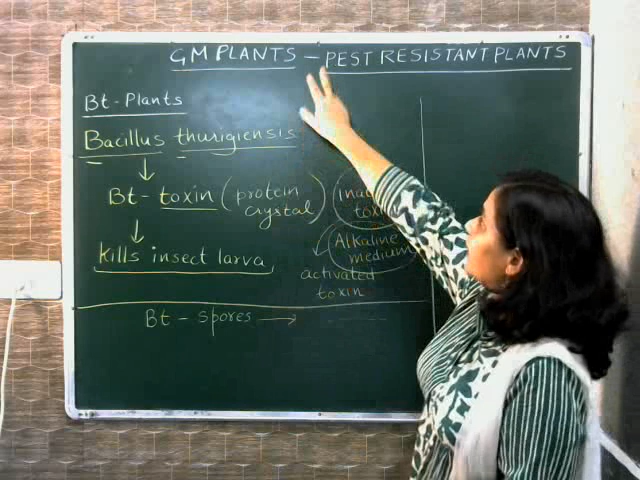 GM PLANTS - PEST RESISTANT PLANTS
Bt-Plants
Bacillus thurigiensis
Bt-toxin (protein crystal)
kills insect larva
toxin
Alkaline
medium
activated
toxin
Bt - spores →